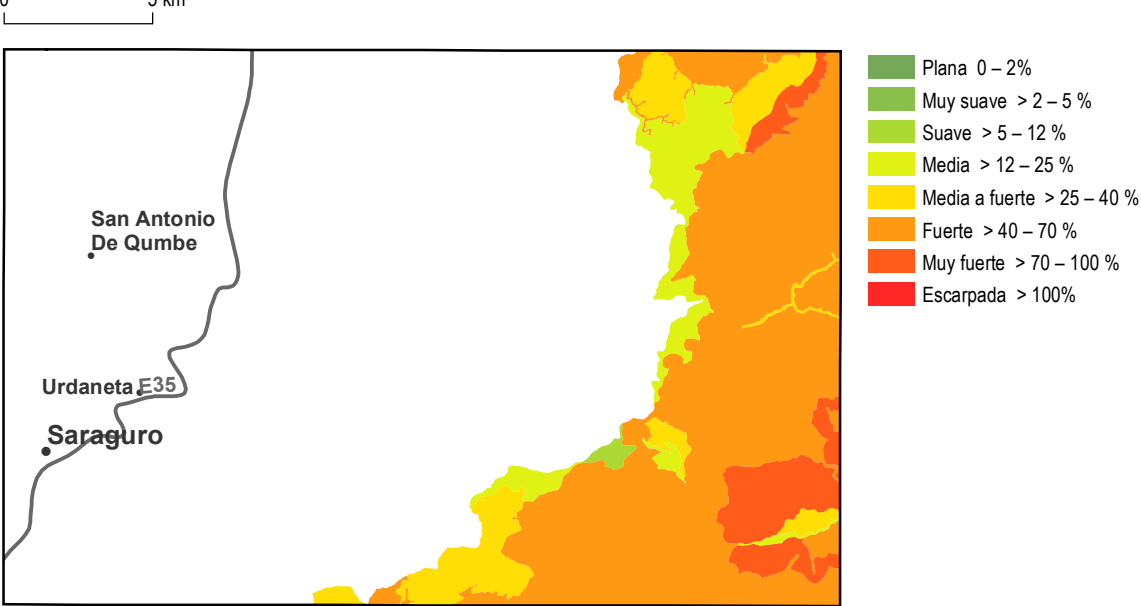 0 5 km
San Antonio
De Qumbe
Urdaneta E35
Saraguro
Plana 0 – 2%
Muy suave > 2 – 5 %
Suave > 5 – 12 %
Media > 12 – 25 %
Media a fuerte > 25 – 40 %
Fuerte > 40 – 70 %
Muy fuerte > 70 – 100 %
Escarpada > 100%